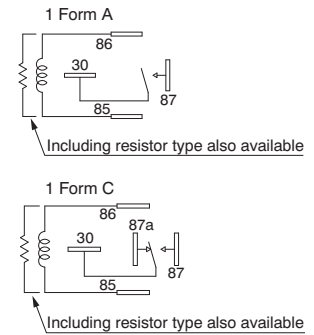 1 Form A
86
30
87
85
Including resistor type also available
1 Form C
86
87a
30
87
85
Including resistor type also available